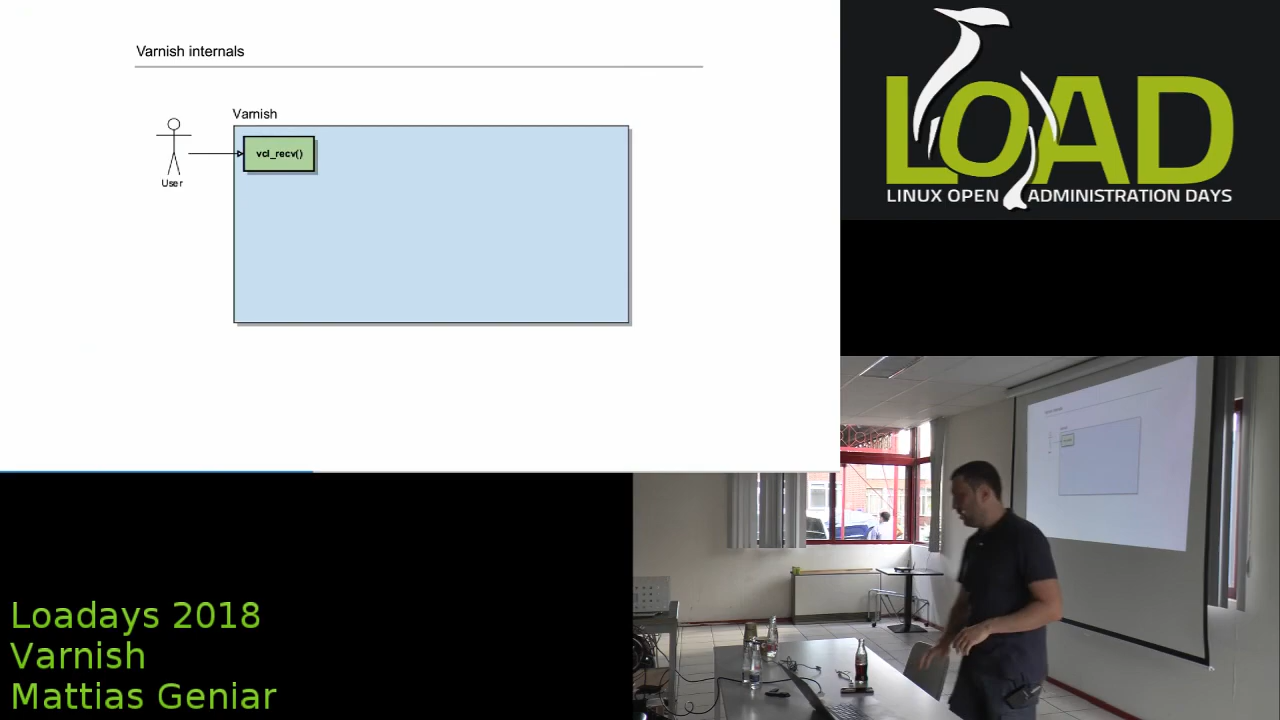 Varnish internals
Varnish
vcl_recv()
User
LOAD
LINUX OPEN ADMINISTRATION DAYS
Loadays 2018
Varnish
Mattias Geniar